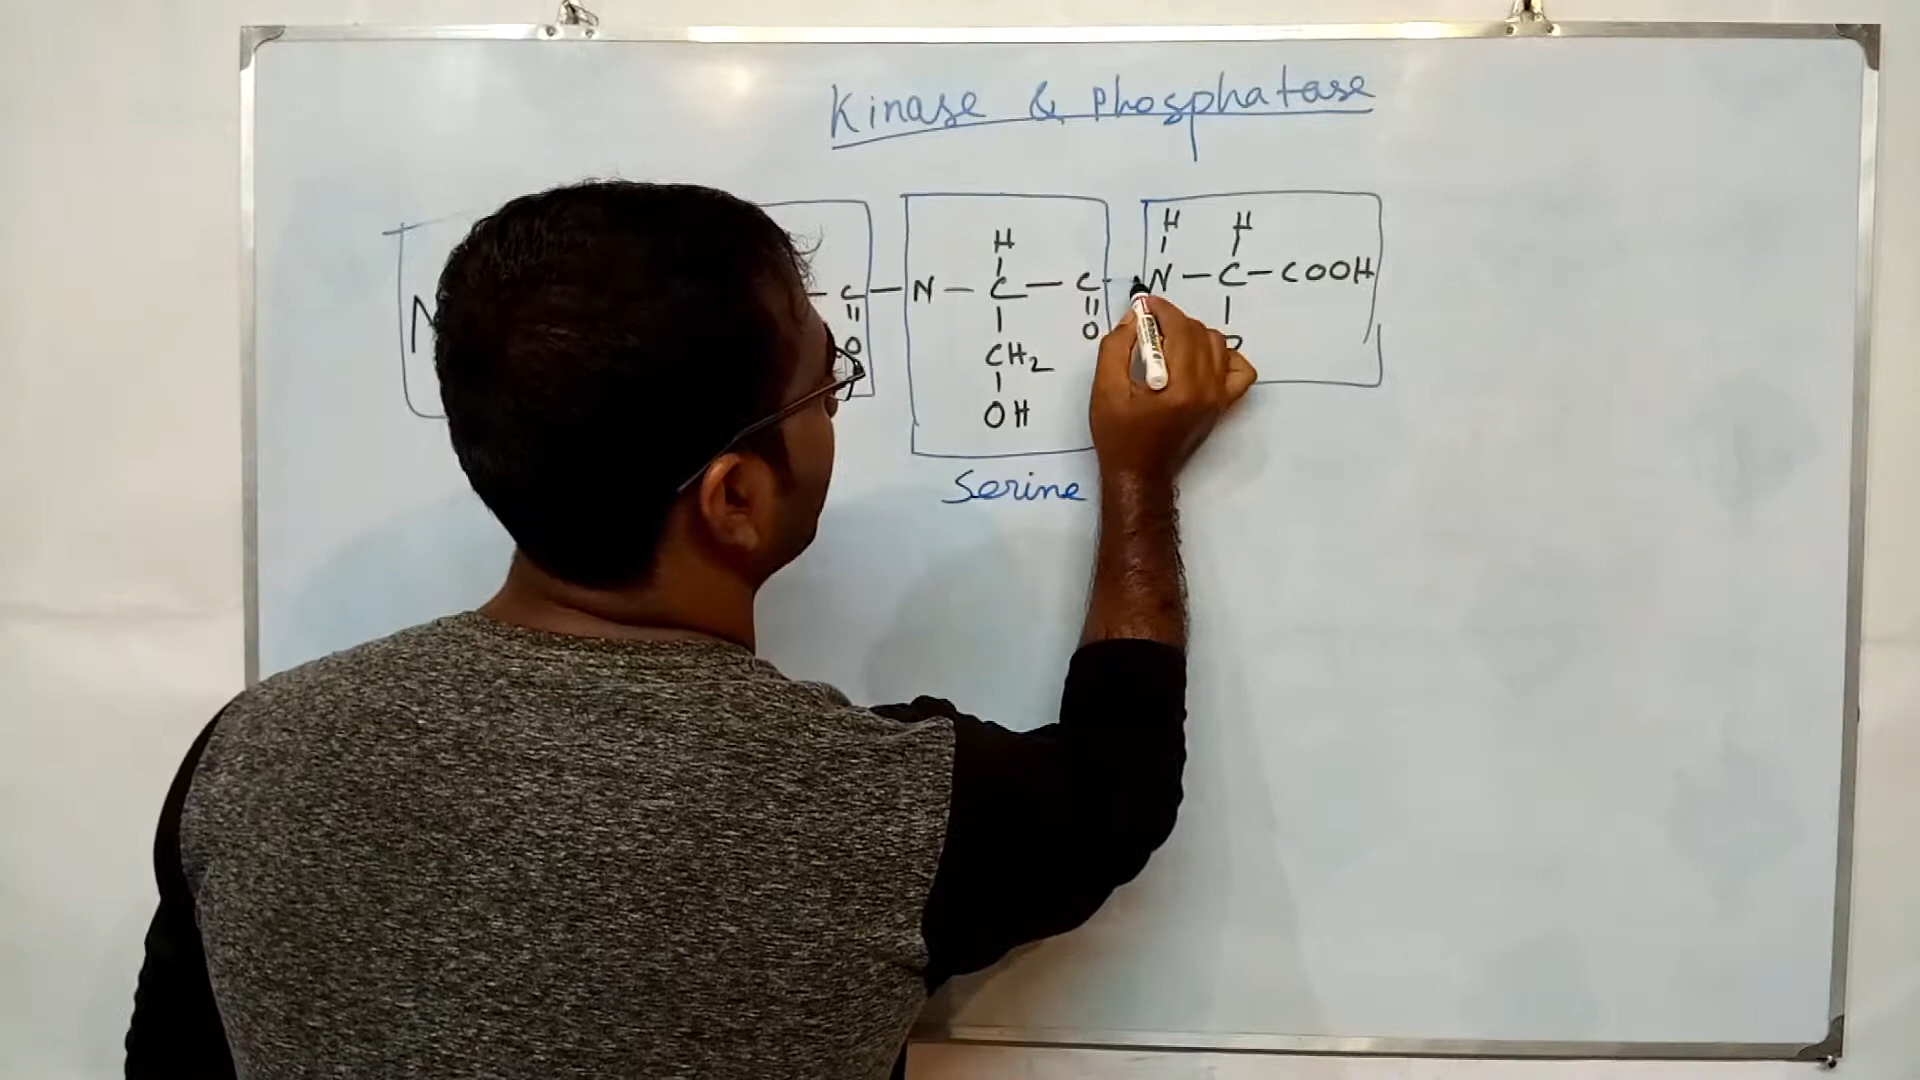 Kinase & Phosphatase
H H H
N C — N — C — C N — C — COOH
O CH2 O
OH
Serine